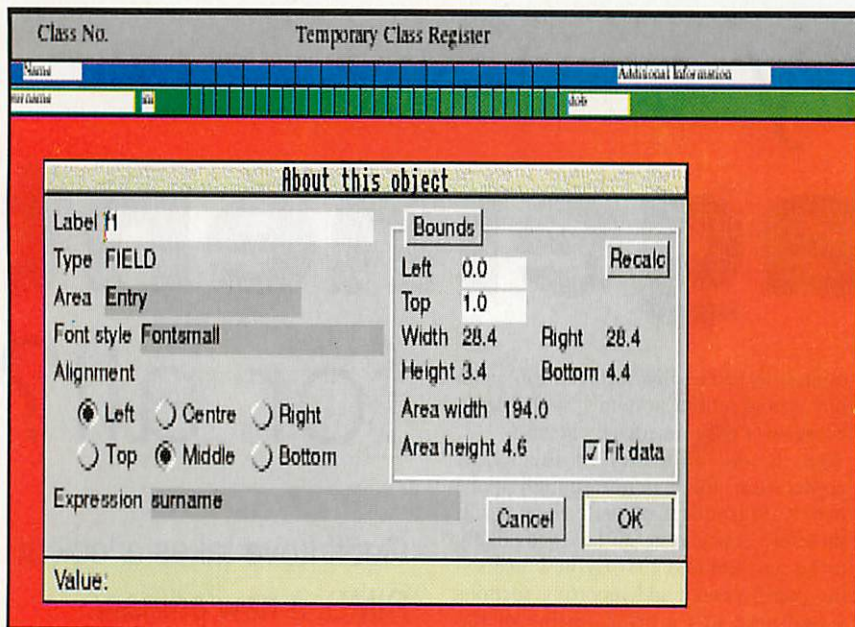 Class No. Temporary Class Register
Name Additional Information
surname ini dob
About this object
Label f1
Type FIELD
Area Entry
Font style Fontsmall
Alignment
Left Centre Right
Top Middle Bottom
Expression surname
Bounds
Recalc
Left 0.0
Top 1.0
Width 28.4 Right 28.4
Height 3.4 Bottom 4.4
Area width 194.0
Area height 4.6 Fit data
Cancel OK
Value: